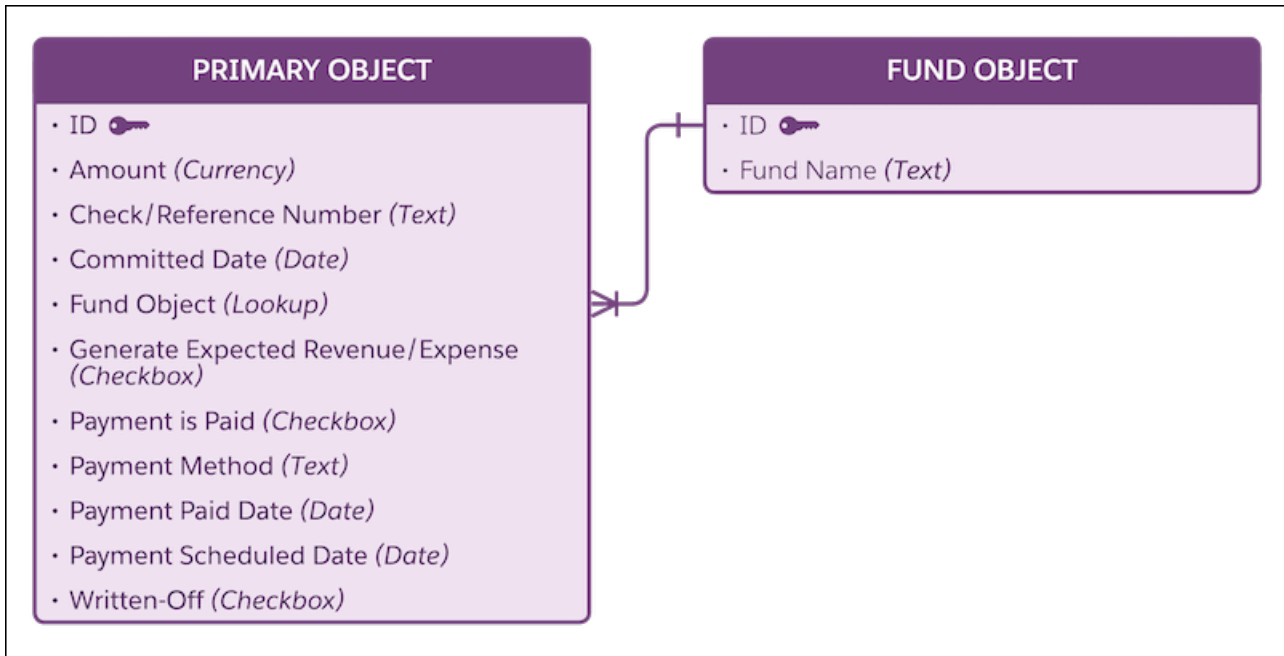 PRIMARY OBJECT
· ID
· Amount (Currency)
· Check/Reference Number (Text)
· Committed Date (Date)
· Fund Object (Lookup)
· Generate Expected Revenue/Expense
(Checkbox)
· Payment is Paid (Checkbox)
· Payment Method (Text)
· Payment Paid Date (Date)
· Payment Scheduled Date (Date)
· Written-Off (Checkbox)
FUND OBJECT
· ID
· Fund Name (Text)